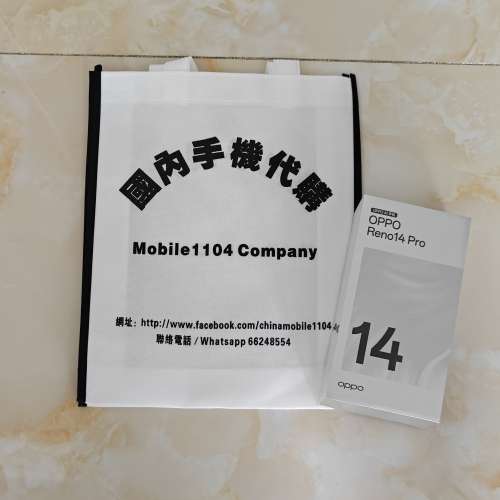 國內手機代購
Mobile1104 Company
網址：http://www.facebook.com/chinamobile1104
聯絡電話 / Whatsapp 66248554
OPPO
Reno14 Pro
14
oppo